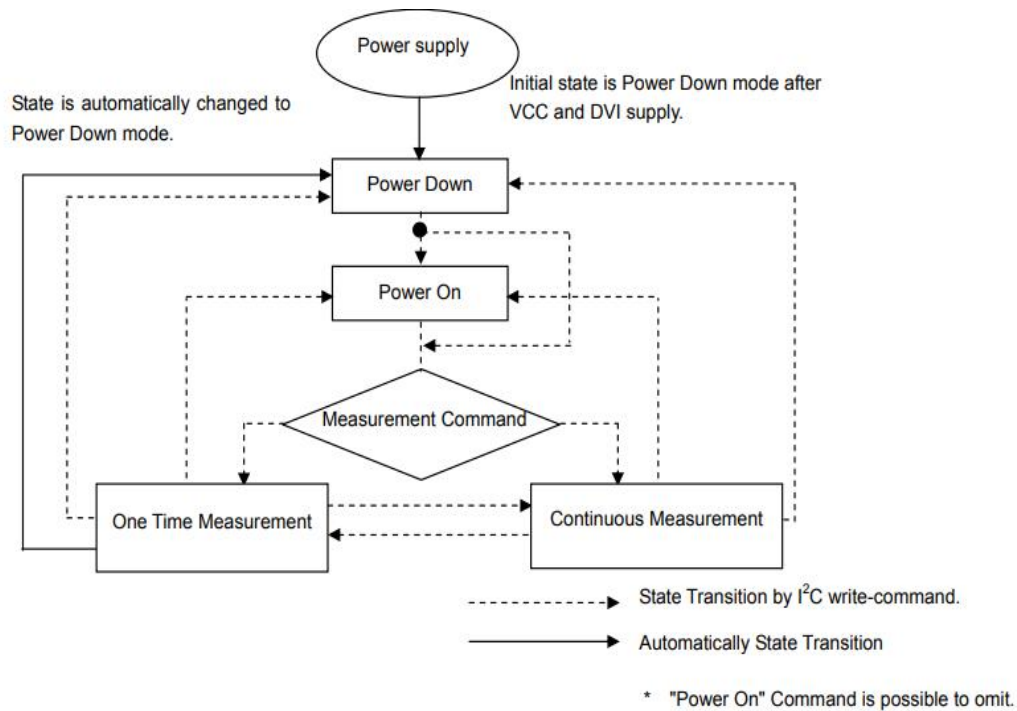 Power supply
Initial state is Power Down mode after
VCC and DVI supply.
State is automatically changed to
Power Down mode.
Power Down
Power On
Measurement Command
One Time Measurement
Continuous Measurement
State Transition by I²C write-command.
Automatically State Transition
* "Power On" Command is possible to omit.